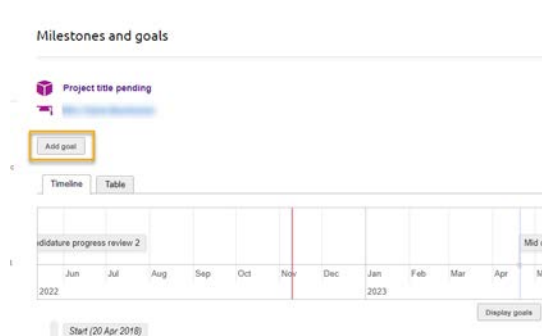 Milestones and goals
Project title pending
Add goal
Timeline Table
didature progress review 2 Mid
Jun Jul Aug Sep Oct Nov Dec Jan Feb Mar Apr
2022 2023
Display goals
Start (20 Apr 2018)